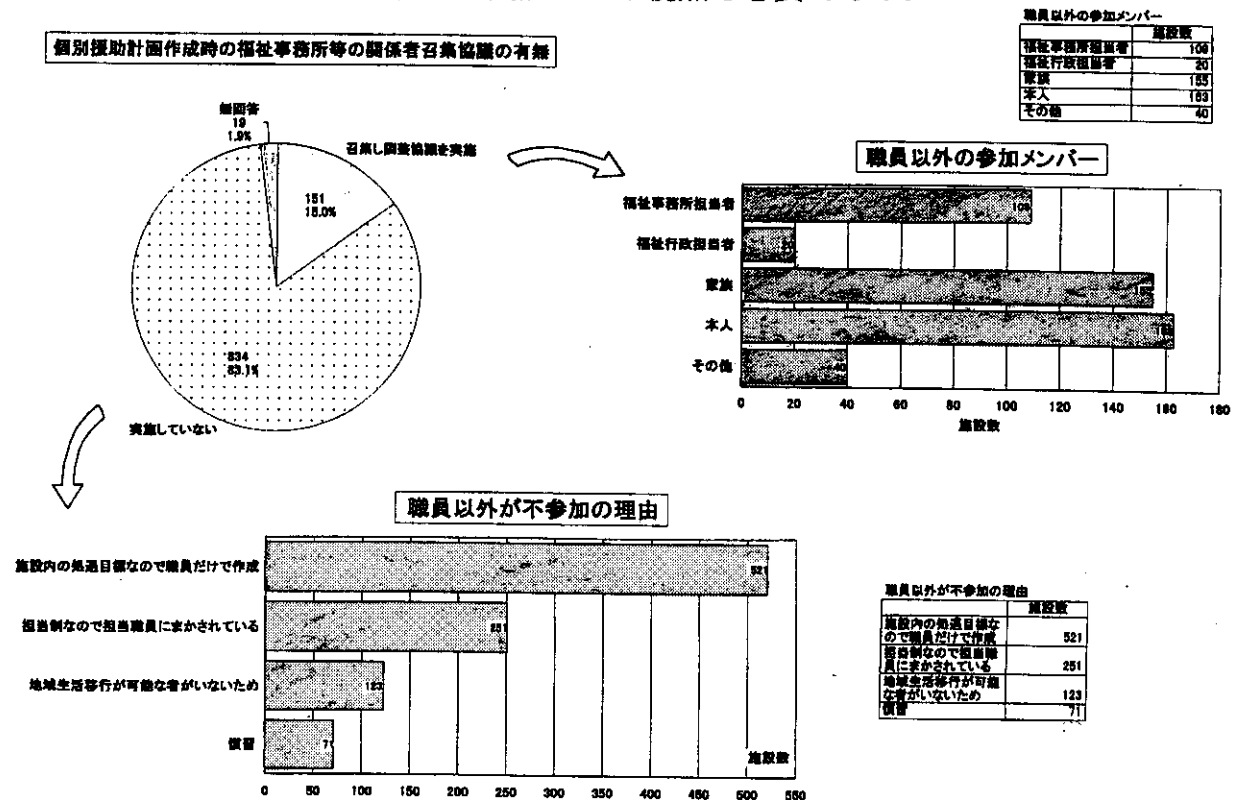 職員以外の参加メンバー
施設数
福祉事務所担当者 109
福祉行政担当者 20
家族 155
本人 163
その他 40
個別援助計画作成時の福祉事務所等の関係者召集協議の有無
無回答
19
1.9%
召集し調整協議を実施
151
15.0%
834
83.1%
実施していない
職員以外の参加メンバー
福祉事務所担当者 109
福祉行政担当者 20
家族
本人 163
その他 40
0 20 40 60 80 100 120 140 160 180
施設数
職員以外が不参加の理由
施設内の処遇目標なので職員だけで作成 521
担当制なので担当職員にまかされている 251
地域生活移行が可能な者がいないため 123
慣習 71
施設数
0 50 100 150 200 250 300 350 400 450 500 550
職員以外が不参加の理由
施設数
施設内の処遇目標な
ので職員だけで作成 521
担当制なので担当職
員にまかされている 251
地域生活移行が可能
な者がいないため 123
慣習 71